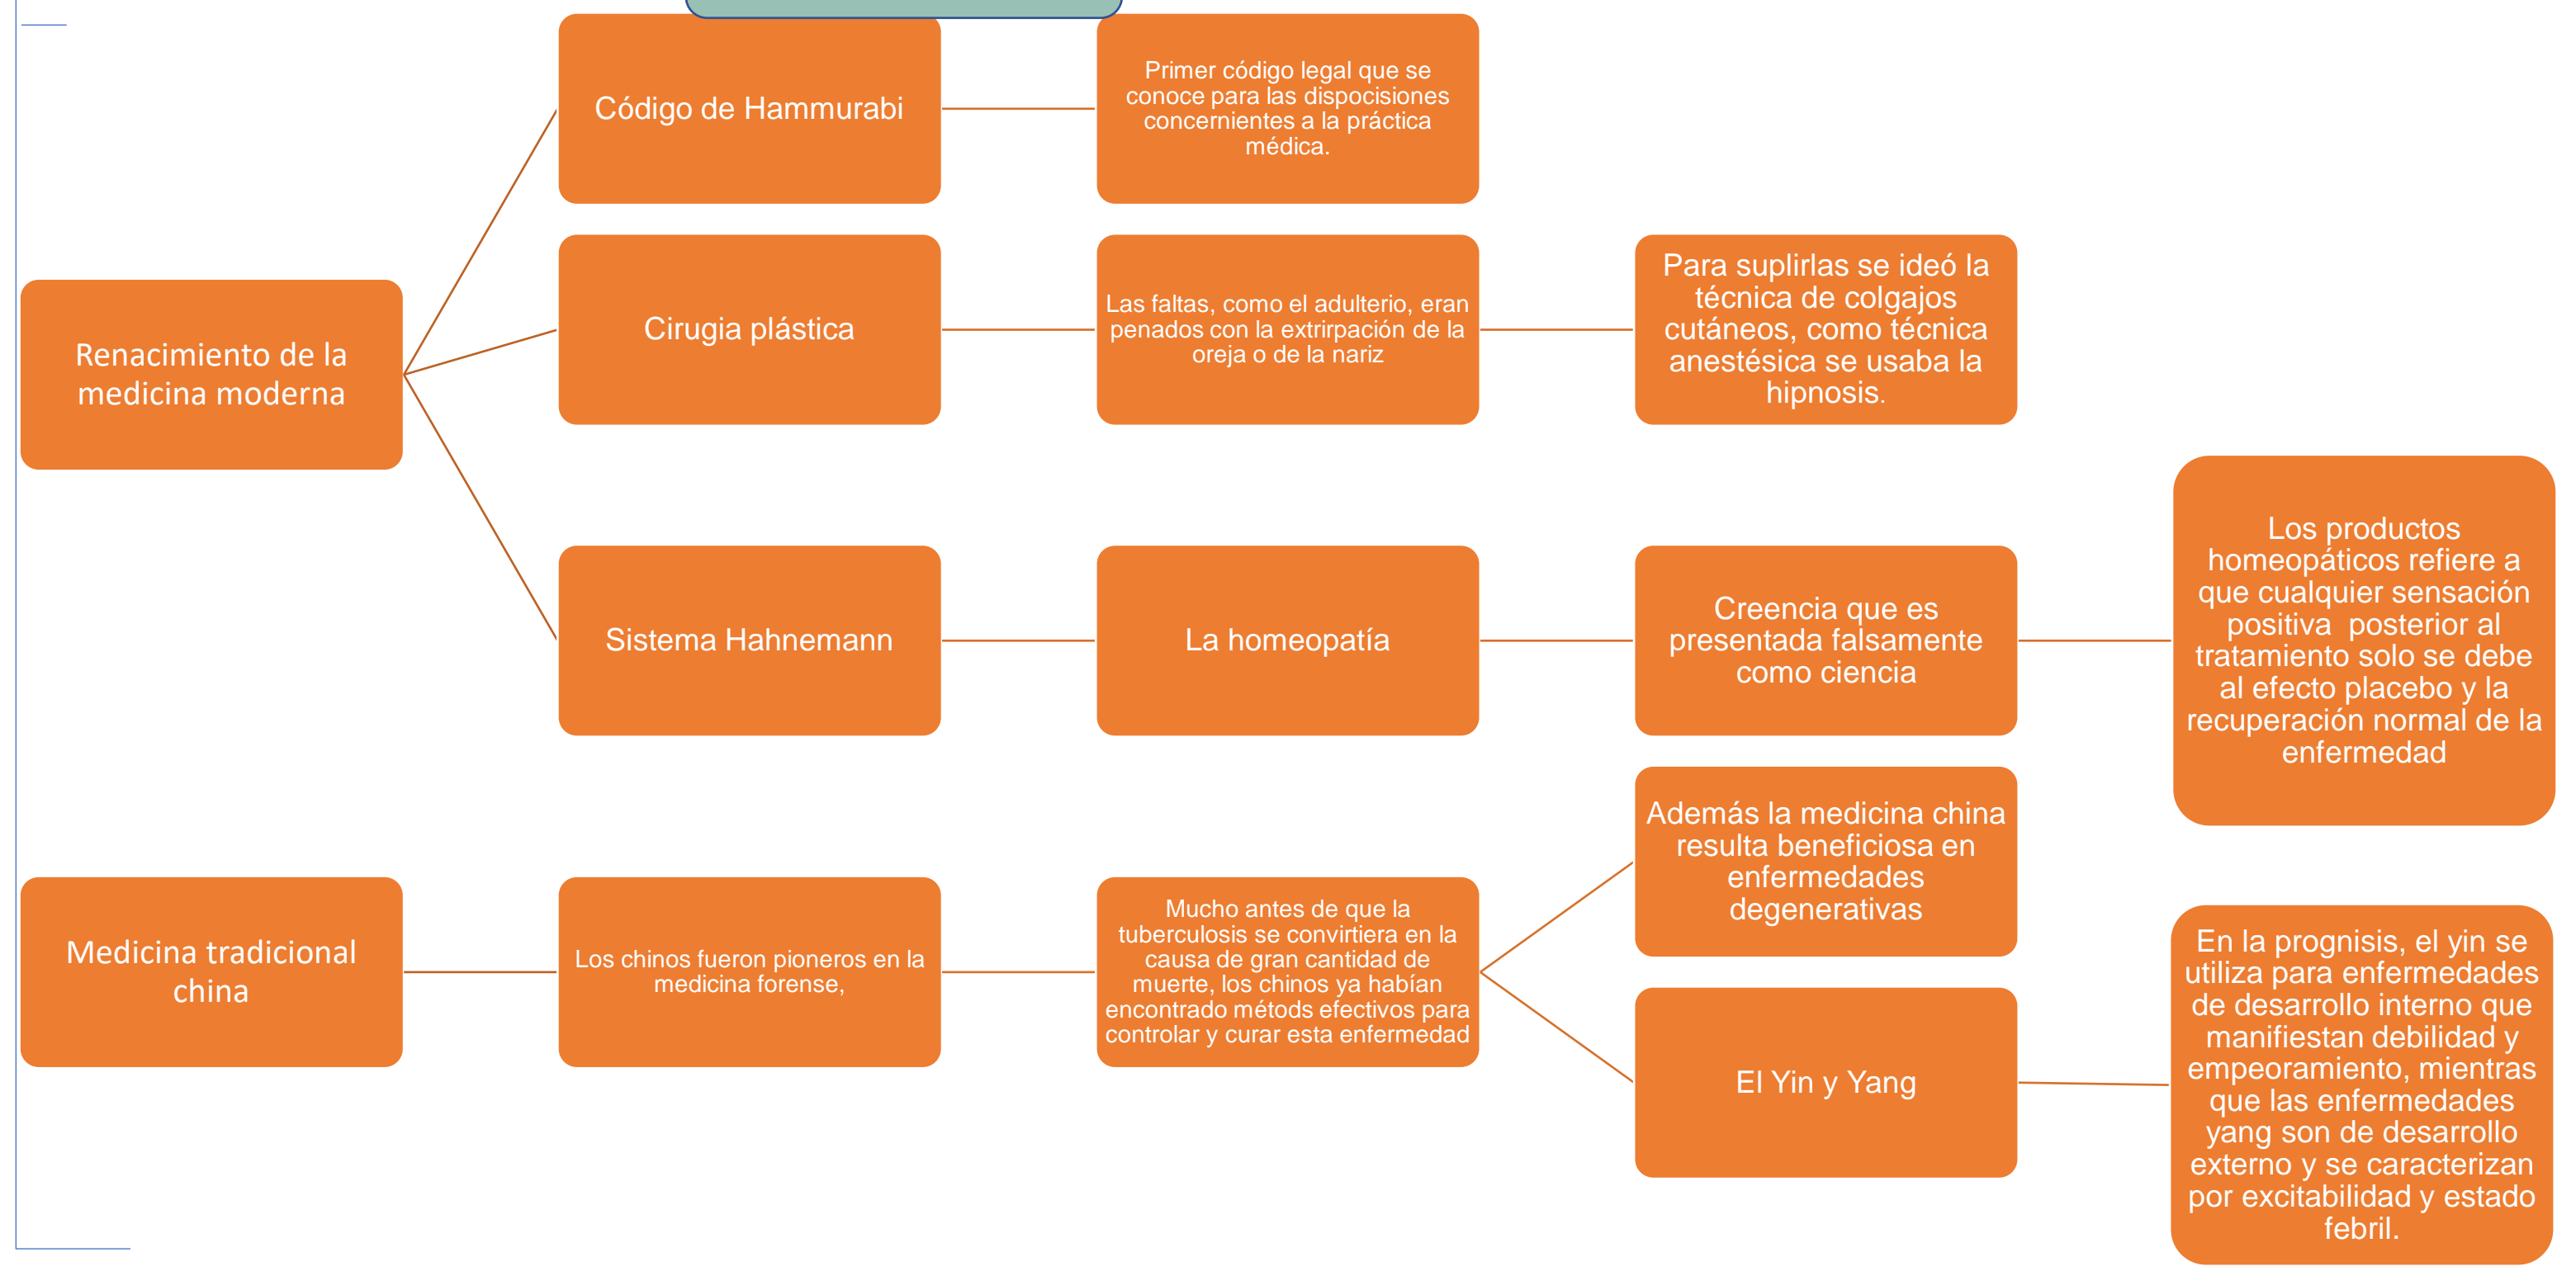 Código de Hammurabi
Primer código legal que se
conoce para las dispocisiones
concernientes a la práctica
médica.
Renacimiento de la
medicina moderna
Cirugia plástica
Las faltas, como el adulterio, eran
penados con la extrirpación de la
oreja o de la nariz
Para suplirlas se ideó la
técnica de colgajos
cutáneos, como técnica
anestésica se usaba la
hipnosis.
Sistema Hahnemann
La homeopatía
Creencia que es
presentada falsamente
como ciencia
Los productos
homeopáticos refiere a
que cualquier sensación
positiva posterior al
tratamiento solo se debe
al efecto placebo y la
recuperación normal de la
enfermedad
Medicina tradicional
china
Los chinos fueron pioneros en la
medicina forense,
Mucho antes de que la
tuberculosis se convirtiera en la
causa de gran cantidad de
muerte, los chinos ya habían
encontrado métods efectivos para
controlar y curar esta enfermedad
Además la medicina china
resulta beneficiosa en
enfermedades
degenerativas
El Yin y Yang
En la prognisis, el yin se
utiliza para enfermedades
de desarrollo interno que
manifiestan debilidad y
empeoramiento, mientras
que las enfermedades
yang son de desarrollo
externo y se caracterizan
por excitabilidad y estado
febril.